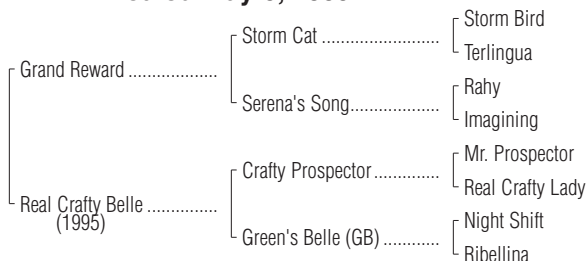 Storm Bird
Storm Cat
Terlingua
Grand Reward
Rahy
Serena's Song
Imagining
Mr. Prospector
Crafty Prospector
Real Crafty Lady
Real Crafty Belle
(1995)
Night Shift
Green's Belle (GB)
Ribellina